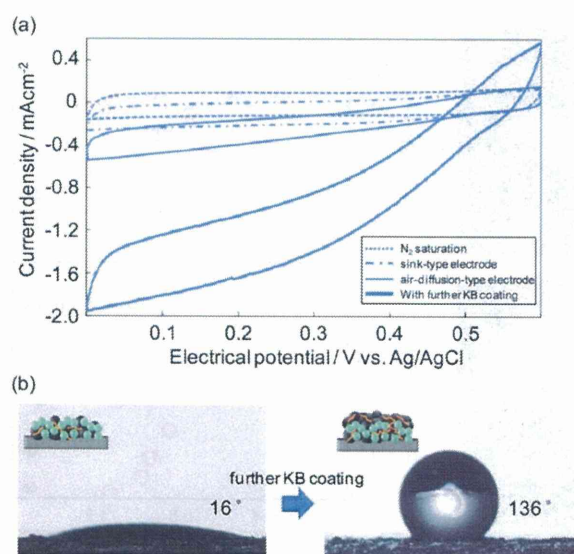 (a)
Current density / mAcm-2
0.4
0
-0.4
-0.8
-1.2
-1.6
-2.0
N2 saturation
sink-type electrode
air-diffusion-type electrode
With further KB coating
0.1
0.2
0.3
0.4
0.5
Electrical potential / V vs. Ag/AgCl
(b)
further KB coating
16°
136°